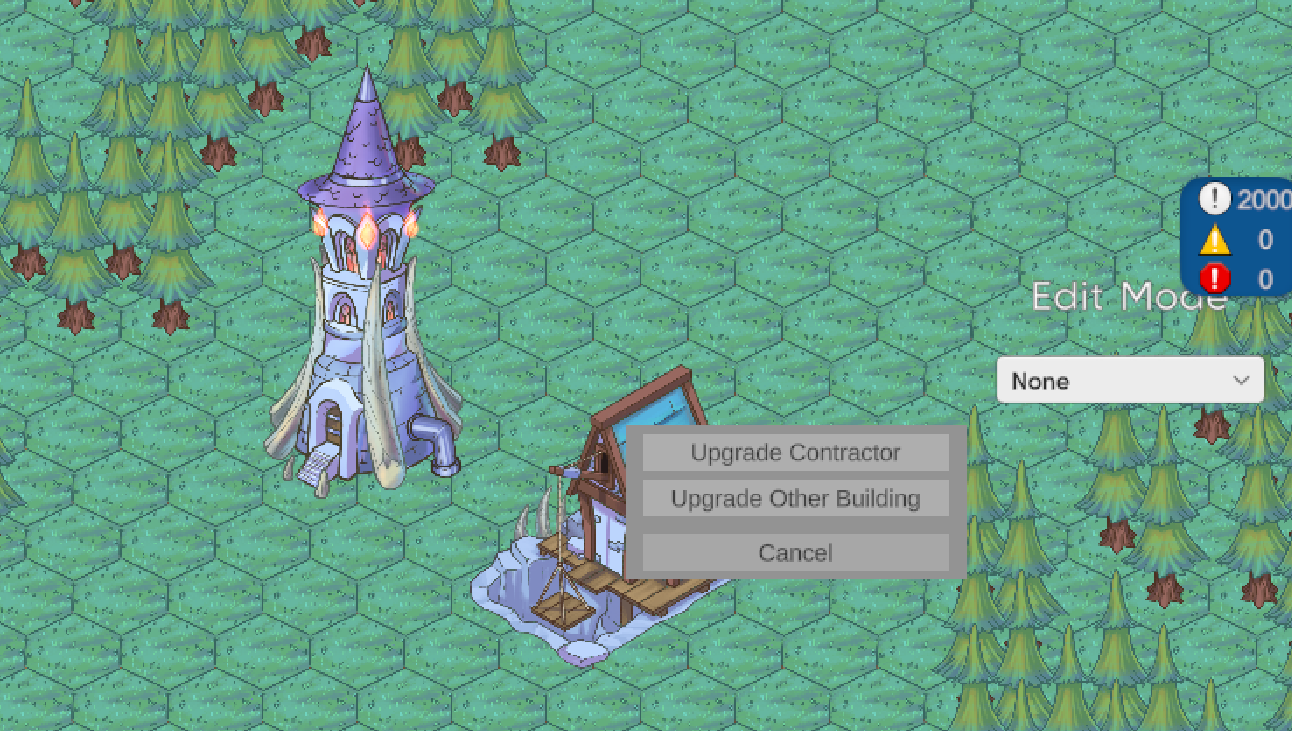 2000
0
0
Edit Mode
None
Upgrade Contractor
Upgrade Other Building
Cancel